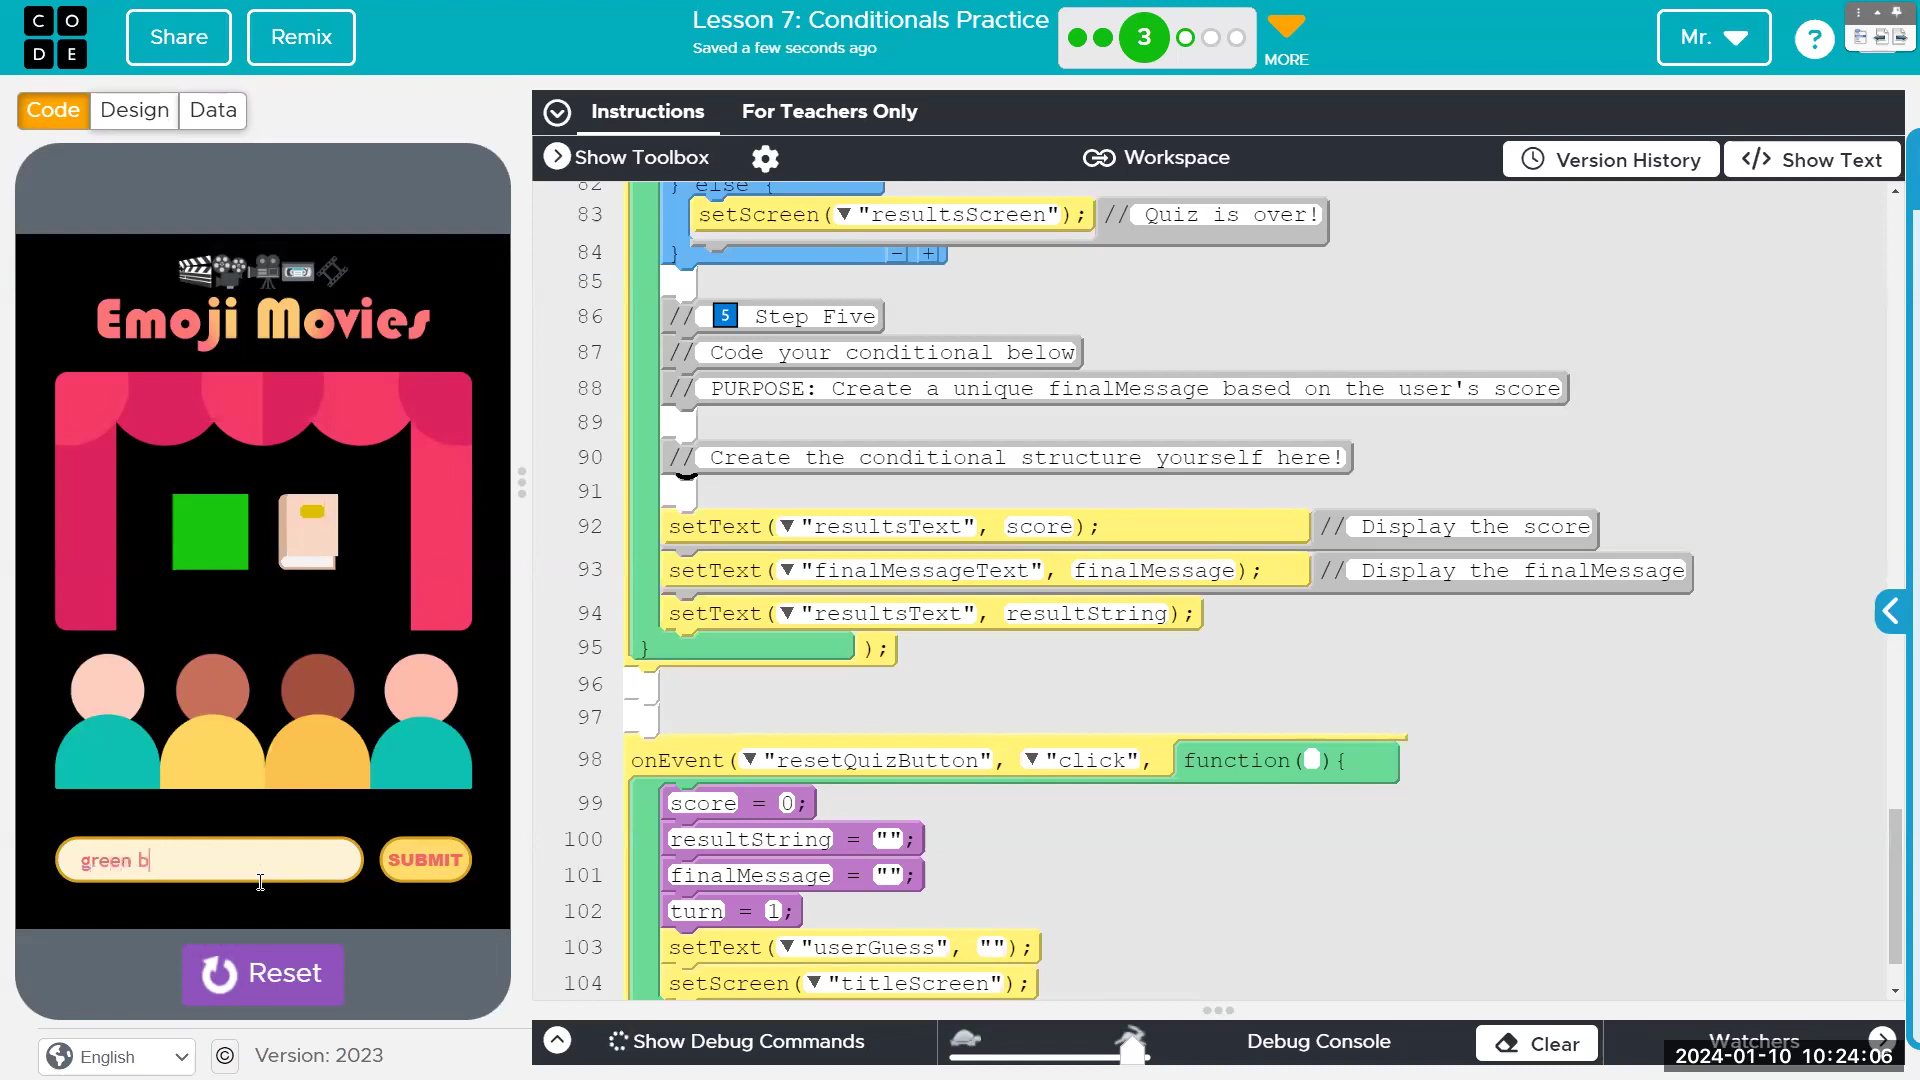 CO
DE
Share
Remix
Lesson 7: Conditionals Practice
Saved a few seconds ago
3
MORE
Mr.
?
Code
Design
Data
Instructions
For Teachers Only
Show Toolbox
Workspace
Version History
</> Show Text
82 } else {
83 setScreen(▼"resultsScreen"); // Quiz is over!
84 } - +
85
86 // 5 Step Five
87 // Code your conditional below
88 // PURPOSE: Create a unique finalMessage based on the user's score
89
90 // Create the conditional structure yourself here!
91
92 setText(▼"resultsText", score); // Display the score
93 setText(▼"finalMessageText", finalMessage); // Display the finalMessage
94 setText(▼"resultsText", resultString);
95 } );
96
97
98 onEvent(▼"resetQuizButton", ▼"click", function( ){
99 score = 0;
100 resultString = "";
101 finalMessage = "";
102 turn = 1;
103 setText(▼"userGuess", "");
104 setScreen(▼"titleScreen");
Emoji Movies
green b
SUBMIT
Reset
English
©
Version: 2023
Show Debug Commands
Debug Console
Clear
Watchers
2024-01-10 10:24:06